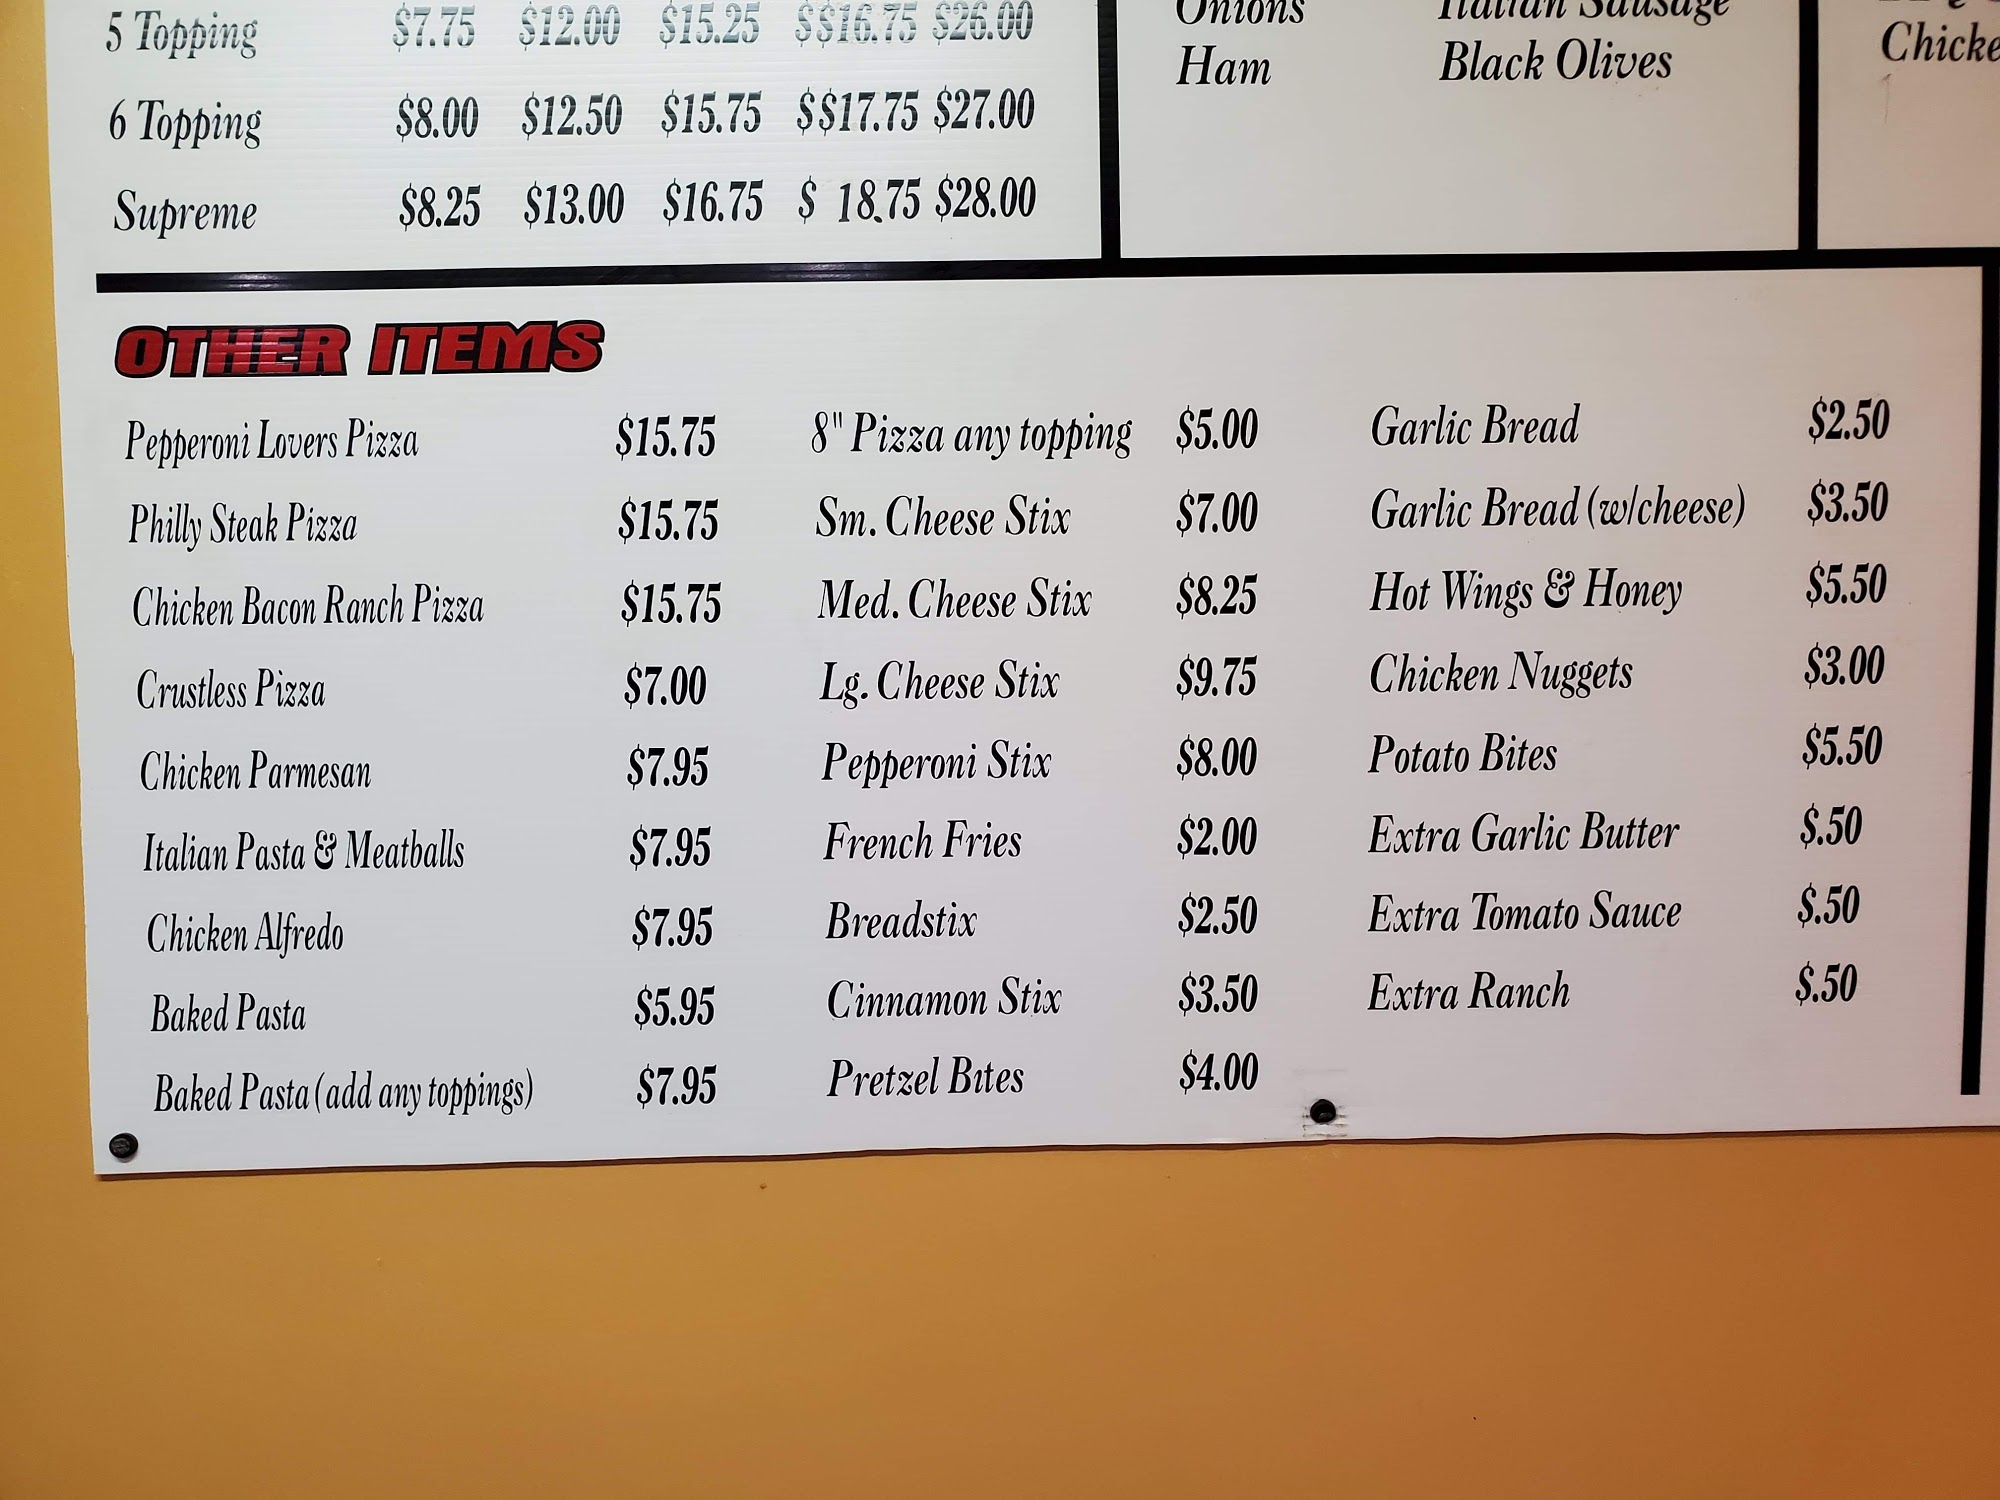 5 Topping $7.75 $12.00 $15.25 $$16.75 $26.00
6 Topping $8.00 $12.50 $15.75 $$17.75 $27.00
Supreme $8.25 $13.00 $16.75 $ 18.75 $28.00
Onions Italian Sausage
Ham Black Olives
OTHER ITEMS
Pepperoni Lovers Pizza $15.75
Philly Steak Pizza $15.75
Chicken Bacon Ranch Pizza $15.75
Crustless Pizza $7.00
Chicken Parmesan $7.95
Italian Pasta & Meatballs $7.95
Chicken Alfredo $7.95
Baked Pasta $5.95
Baked Pasta (add any toppings) $7.95
8" Pizza any topping $5.00
Sm. Cheese Stix $7.00
Med. Cheese Stix $8.25
Lg. Cheese Stix $9.75
Pepperoni Stix $8.00
French Fries $2.00
Breadstix $2.50
Cinnamon Stix $3.50
Pretzel Bites $4.00
Garlic Bread $2.50
Garlic Bread (w/cheese) $3.50
Hot Wings & Honey $5.50
Chicken Nuggets $3.00
Potato Bites $5.50
Extra Garlic Butter $.50
Extra Tomato Sauce $.50
Extra Ranch $.50